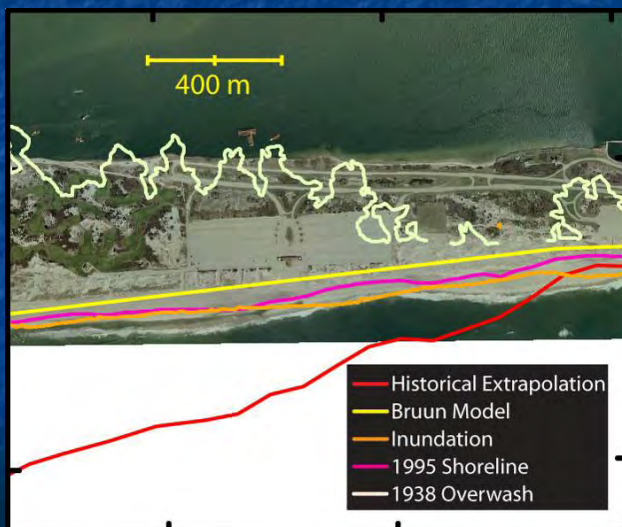 400 m
Historical Extrapolation
Bruun Model
Inundation
1995 Shoreline
1938 Overwash